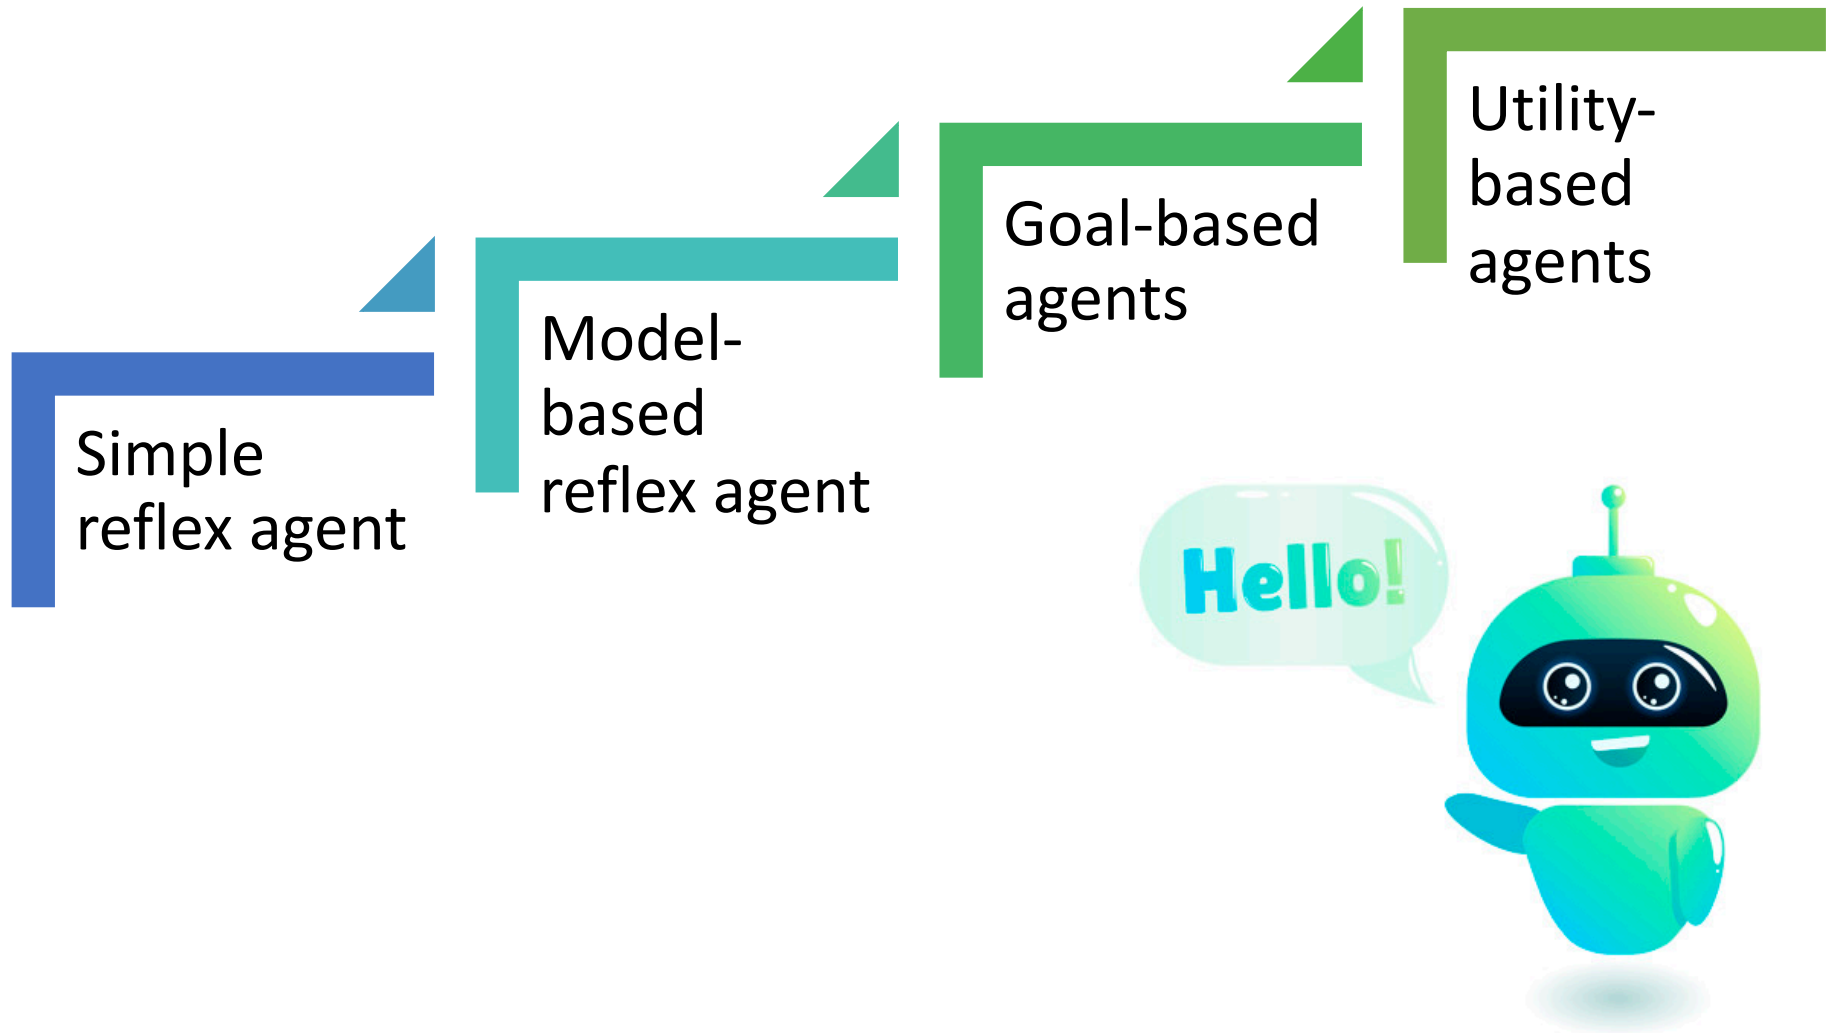 Simple
reflex agent
Model-
based
reflex agent
Goal-based
agents
Utility-
based
agents
Hello!